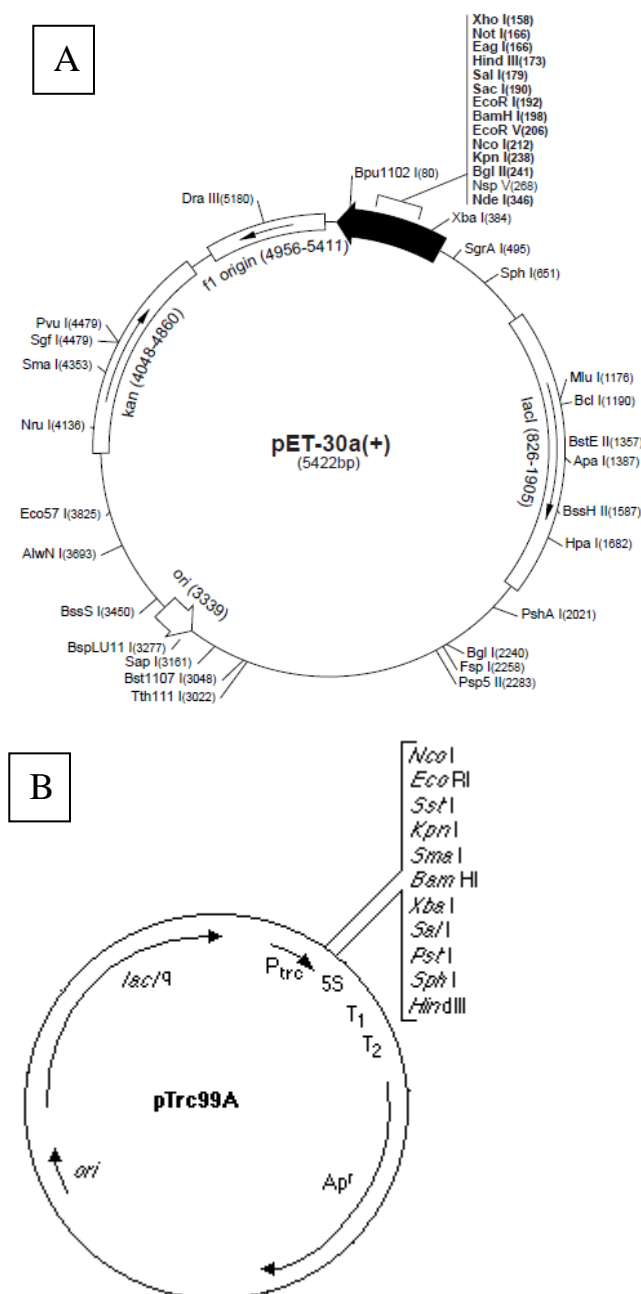 A
Xho I(158)
Not I(166)
Eag I(166)
Hind III(173)
Sal I(179)
Sac I(190)
EcoR I(192)
BamH I(198)
EcoR V(206)
Nco I(212)
Kpn I(238)
Bgl II(241)
Nsp V(268)
Nde I(346)
Bpu1102 I(80)
Xba I(384)
SgrA I(495)
Sph I(651)
Dra III(5180)
f1 origin (4956-5411)
Pvu I(4479)
Sgf I(4479)
Sma I(4353)
kan (4048-4860)
Nru I(4136)
Mlu I(1176)
Bcl I(1190)
BstE II(1357)
Apa I(1387)
lacI (826-1905)
BssH II(1587)
Hpa I(1682)
pET-30a(+)
(5422bp)
Eco57 I(3825)
AlwN I(3693)
ori (3339)
BssS I(3450)
PshA I(2021)
BspLU11 I(3277)
Sap I(3161)
Bst1107 I(3048)
Tth111 I(3022)
Bgl I(2240)
Fsp I(2258)
Psp5 II(2283)
B
Nco I
Eco RI
Sst I
Kpn I
Sma I
Bam HI
Xba I
Sal I
Pst I
Sph I
Hind III
lac Iq
Ptrc
5S
T1
T2
pTrc99A
ori
Apr